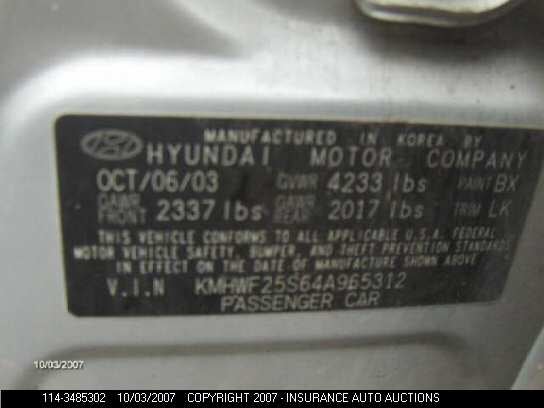 MANUFACTURED IN KOREA BY
HYUNDAI MOTOR COMPANY
OCT/06/03 GVWR 4233 lbs PAINT BX
GAWR FRONT 2337 lbs GAWR REAR 2017 lbs TRIM LK
THIS VEHICLE CONFORMS TO ALL APPLICABLE U.S.A. FEDERAL
MOTOR VEHICLE SAFETY, BUMPER, AND THEFT PREVENTION STANDARDS
IN EFFECT ON THE DATE OF MANUFACTURE SHOWN ABOVE
V.I.N KMHWF25S64A965312
PASSENGER CAR
10/03/2007
114-3485302 10/03/2007 COPYRIGHT 2007 - INSURANCE AUTO AUCTIONS